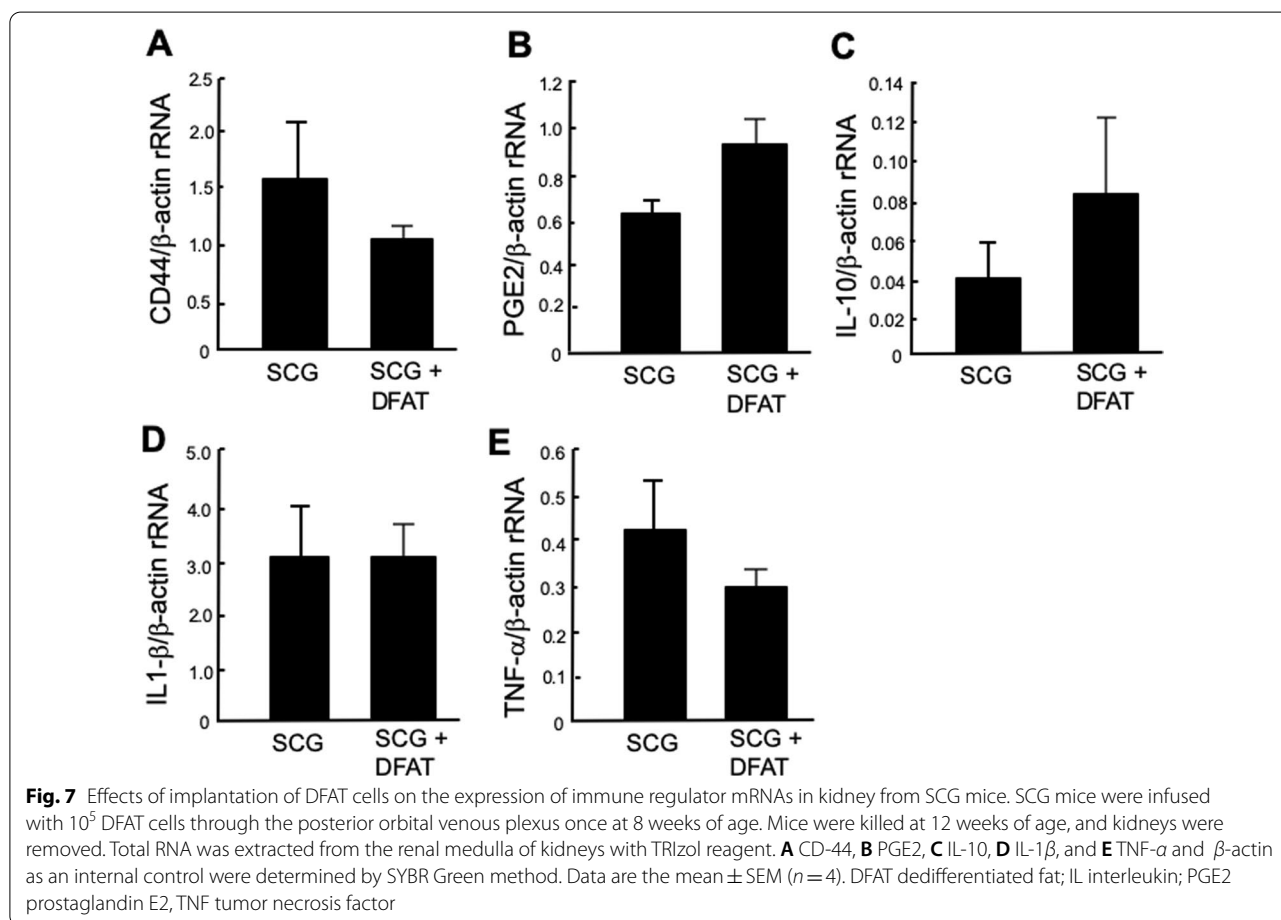 A
CD44/β-actin rRNA
2.5
2.0
1.5
1.0
0.5
0
SCG
SCG +
DFAT
B
PGE2/β-actin rRNA
1.2
1.0
0.8
0.6
0.4
0.2
0
SCG
SCG +
DFAT
C
IL-10/β-actin rRNA
0.14
0.12
0.10
0.08
0.06
0.04
0.02
0
SCG
SCG +
DFAT
D
IL1-β/β-actin rRNA
5.0
4.0
3.0
2.0
1.0
0
SCG
SCG +
DFAT
E
TNF-α/β-actin rRNA
0.6
0.5
0.4
0.3
0.2
0.1
0
SCG
SCG +
DFAT
Fig. 7 Effects of implantation of DFAT cells on the expression of immune regulator mRNAs in kidney from SCG mice. SCG mice were infused
with 10⁵ DFAT cells through the posterior orbital venous plexus once at 8 weeks of age. Mice were killed at 12 weeks of age, and kidneys were
removed. Total RNA was extracted from the renal medulla of kidneys with TRIzol reagent. A CD-44, B PGE2, C IL-10, D IL-1β, and E TNF-α and β-actin
as an internal control were determined by SYBR Green method. Data are the mean ± SEM (n = 4). DFAT dedifferentiated fat; IL interleukin; PGE2
prostaglandin E2, TNF tumor necrosis factor